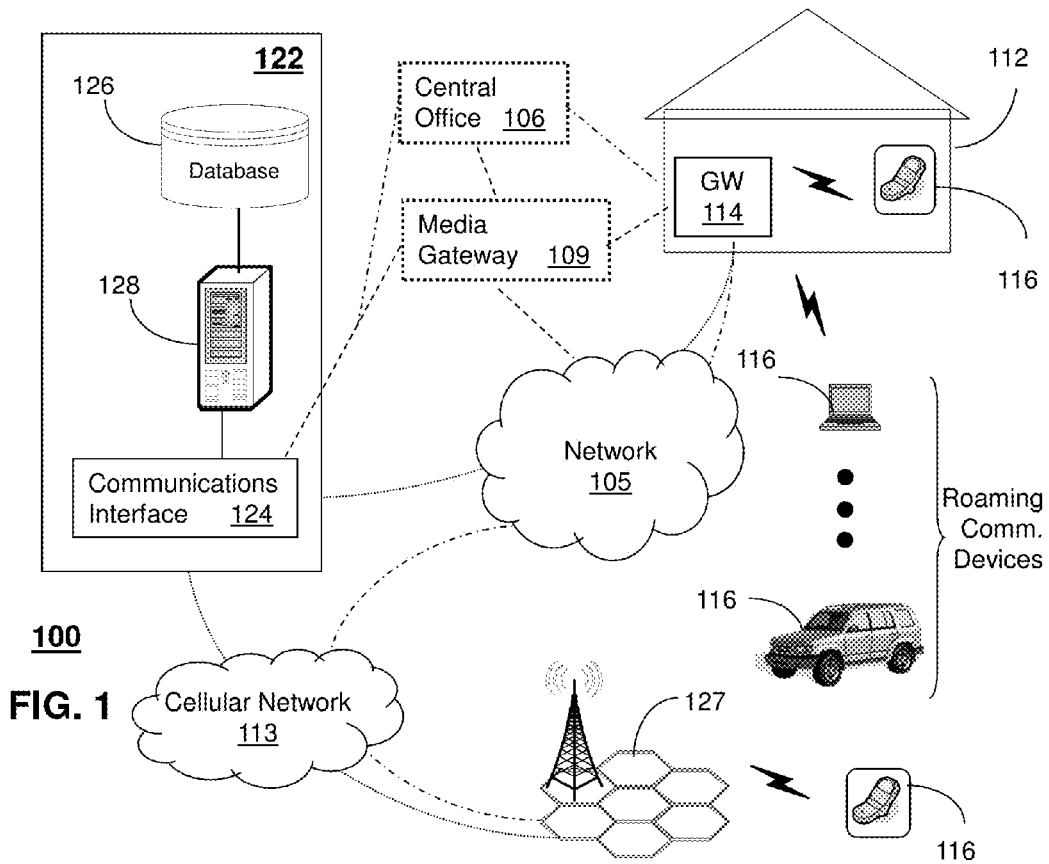 122
126
Database
128
Communications
Interface 124
Central
Office 106
Media
Gateway 109
112
GW
114
116
116
Network
105
Roaming
Comm.
Devices
116
100
FIG. 1
Cellular Network
113
127
116